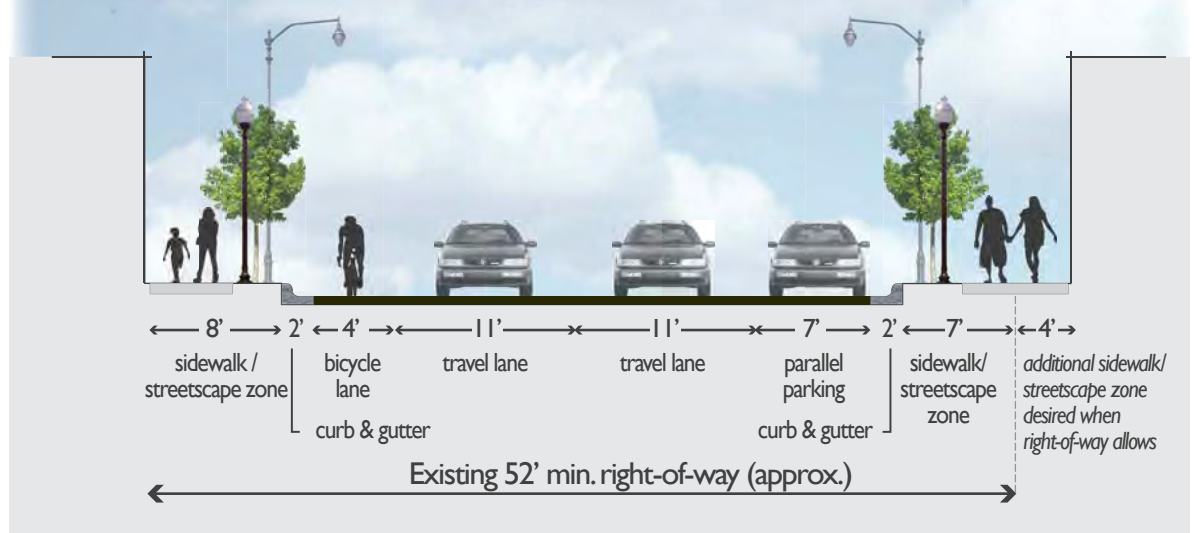 8’ 2’ 4’ 11’ 11’ 7’ 2’ 7’ 4’
sidewalk /
streetscape zone
bicycle
lane
travel lane
travel lane
parallel
parking
sidewalk/
streetscape
zone
additional sidewalk/
streetscape zone
desired when
right-of-way allows
curb & gutter
curb & gutter
Existing 52’ min. right-of-way (approx.)